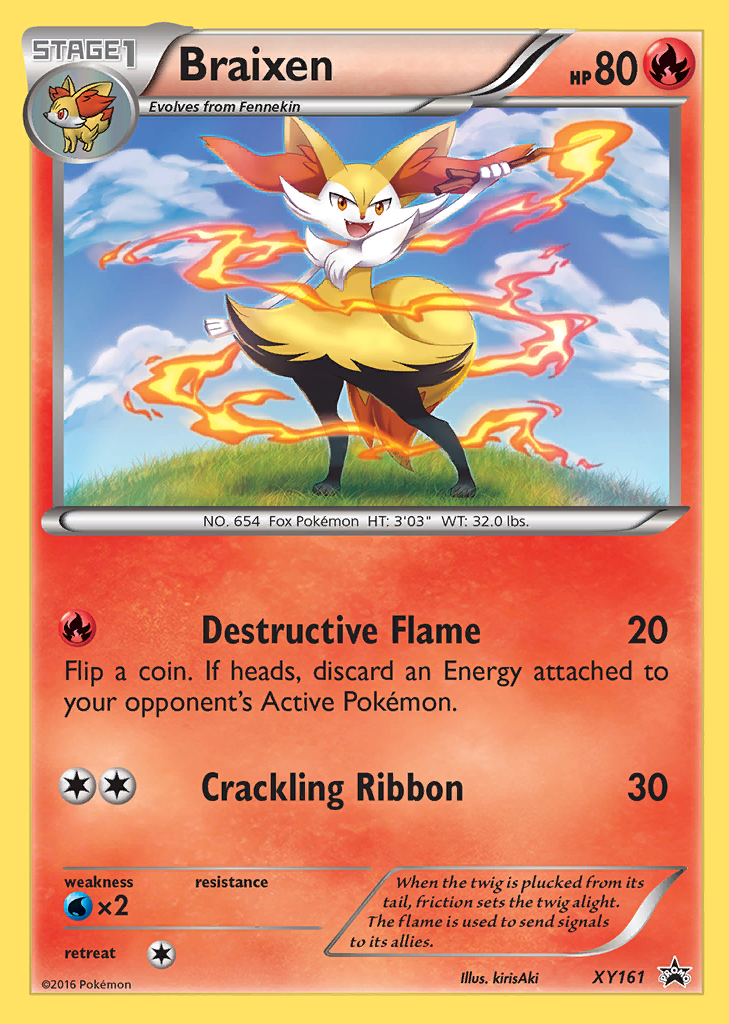 STAGE1
Braixen
HP 80
Evolves from Fennekin
NO. 654 Fox Pokémon HT: 3'03" WT: 32.0 lbs.
Destructive Flame 20
Flip a coin. If heads, discard an Energy attached to
your opponent's Active Pokémon.
Crackling Ribbon 30
weakness resistance
×2
retreat
When the twig is plucked from its
tail, friction sets the twig alight.
The flame is used to send signals
to its allies.
©2016 Pokémon Illus. kirisAki XY161 PROMO